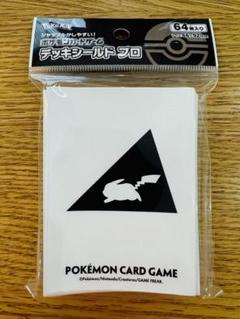 Pokémon
64枚入り
シャッフルがしやすい!
ポケモンカードゲーム
デッキシールド プロ
POKÉMON CARD GAME
©Pokémon/Nintendo/Creatures/GAME FREAK.